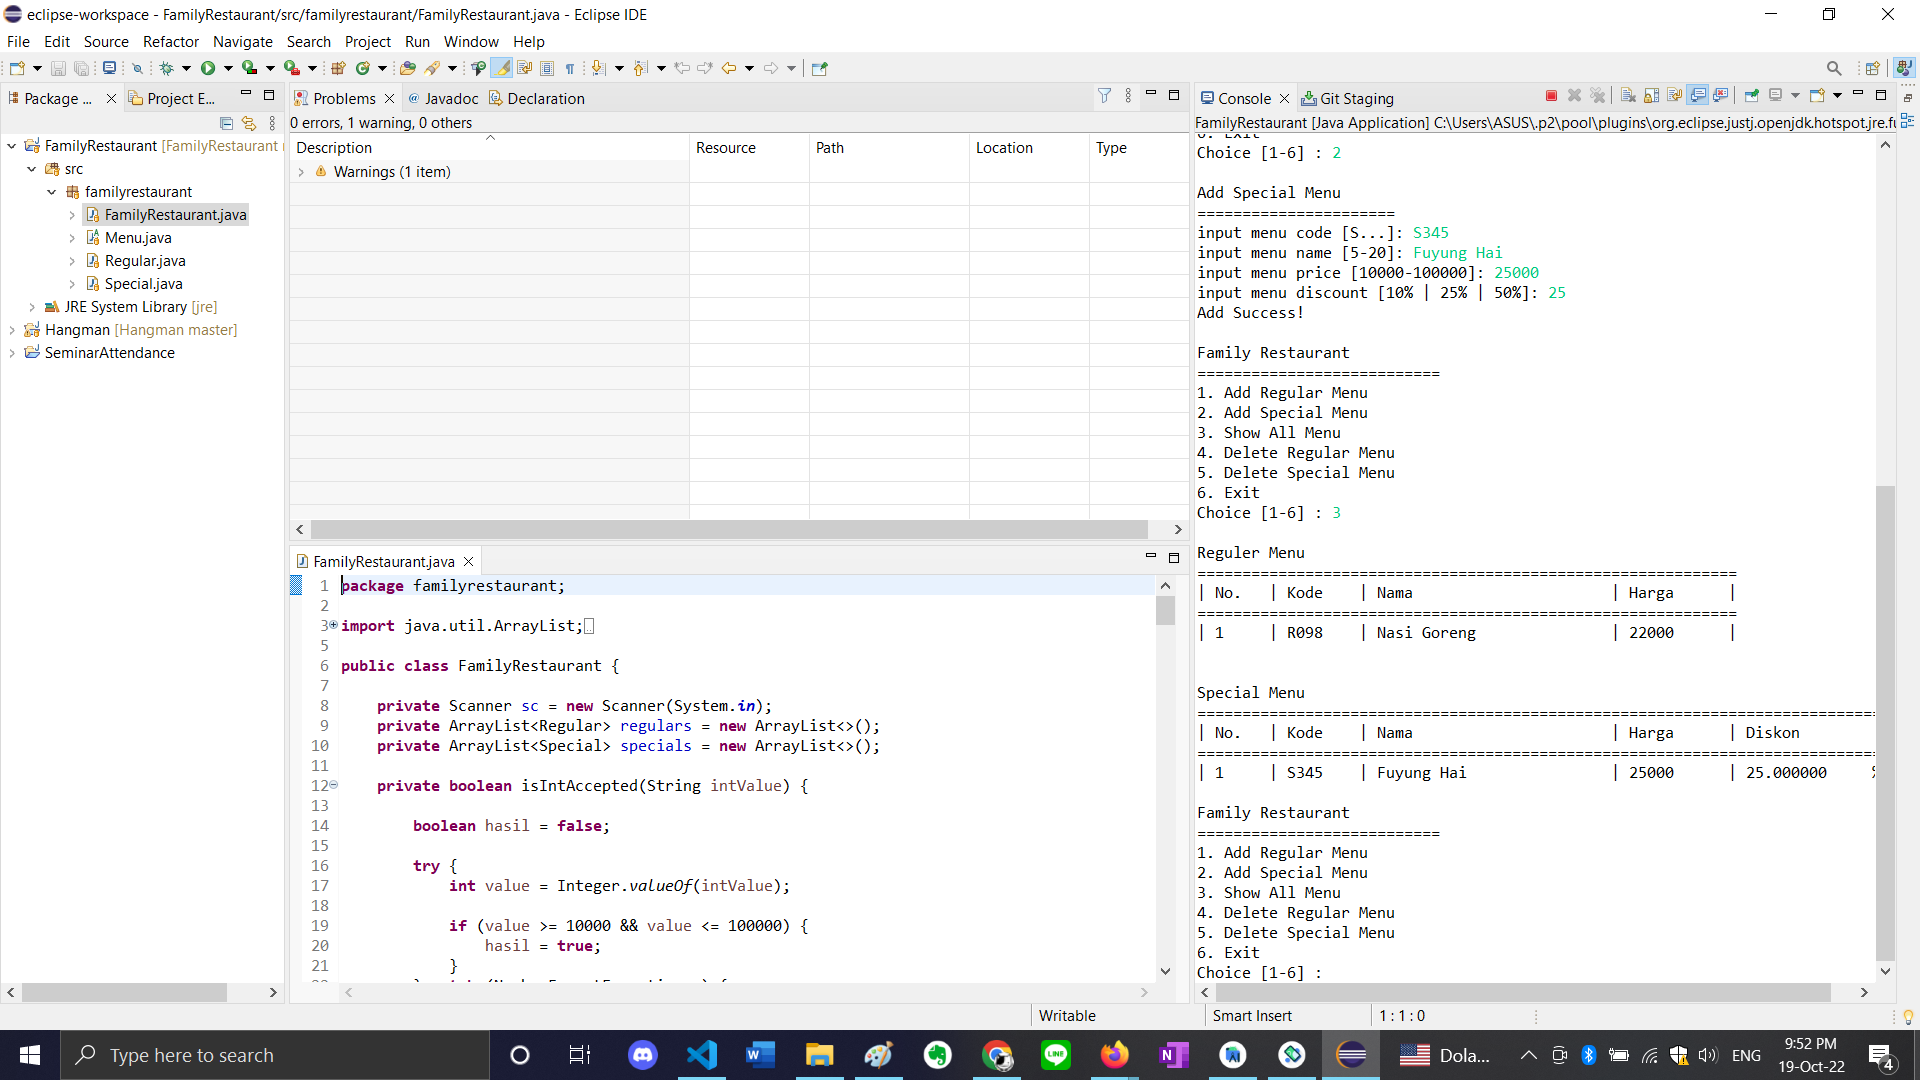 eclipse-workspace - FamilyRestaurant/src/familyrestaurant/FamilyRestaurant.java - Eclipse IDE
File Edit Source Refactor Navigate Search Project Run Window Help
Package ... Project E...
FamilyRestaurant [FamilyRestaurant
src
familyrestaurant
FamilyRestaurant.java
Menu.java
Regular.java
Special.java
JRE System Library [jre]
Hangman [Hangman master]
SeminarAttendance
Problems @ Javadoc Declaration
0 errors, 1 warning, 0 others
Description Resource Path Location Type
Warnings (1 item)
FamilyRestaurant.java
1 package familyrestaurant;
2
3 import java.util.ArrayList;
5
6 public class FamilyRestaurant {
7
8 private Scanner sc = new Scanner(System.in);
9 private ArrayList<Regular> regulars = new ArrayList<>();
10 private ArrayList<Special> specials = new ArrayList<>();
11
12 private boolean isIntAccepted(String intValue) {
13
14 boolean hasil = false;
15
16 try {
17 int value = Integer.valueOf(intValue);
18
19 if (value >= 10000 && value <= 100000) {
20 hasil = true;
21 }
Console Git Staging
FamilyRestaurant [Java Application] C:\Users\ASUS\.p2\pool\plugins\org.eclipse.justj.openjdk.hotspot.jre.fu
6. Exit
Choice [1-6] : 2
Add Special Menu
======================
input menu code [S...]: S345
input menu name [5-20]: Fuyung Hai
input menu price [10000-100000]: 25000
input menu discount [10% | 25% | 50%]: 25
Add Success!
Family Restaurant
===========================
1. Add Regular Menu
2. Add Special Menu
3. Show All Menu
4. Delete Regular Menu
5. Delete Special Menu
6. Exit
Choice [1-6] : 3
Reguler Menu
============================================================
| No. | Kode | Nama | Harga |
============================================================
| 1 | R098 | Nasi Goreng | 22000 |
Special Menu
===========================================================================
| No. | Kode | Nama | Harga | Diskon
===========================================================================
| 1 | S345 | Fuyung Hai | 25000 | 25.000000 %
Family Restaurant
===========================
1. Add Regular Menu
2. Add Special Menu
3. Show All Menu
4. Delete Regular Menu
5. Delete Special Menu
6. Exit
Choice [1-6] :
Writable Smart Insert 1 : 1 : 0
Type here to search
Dola... ENG
9:52 PM
19-Oct-22
4